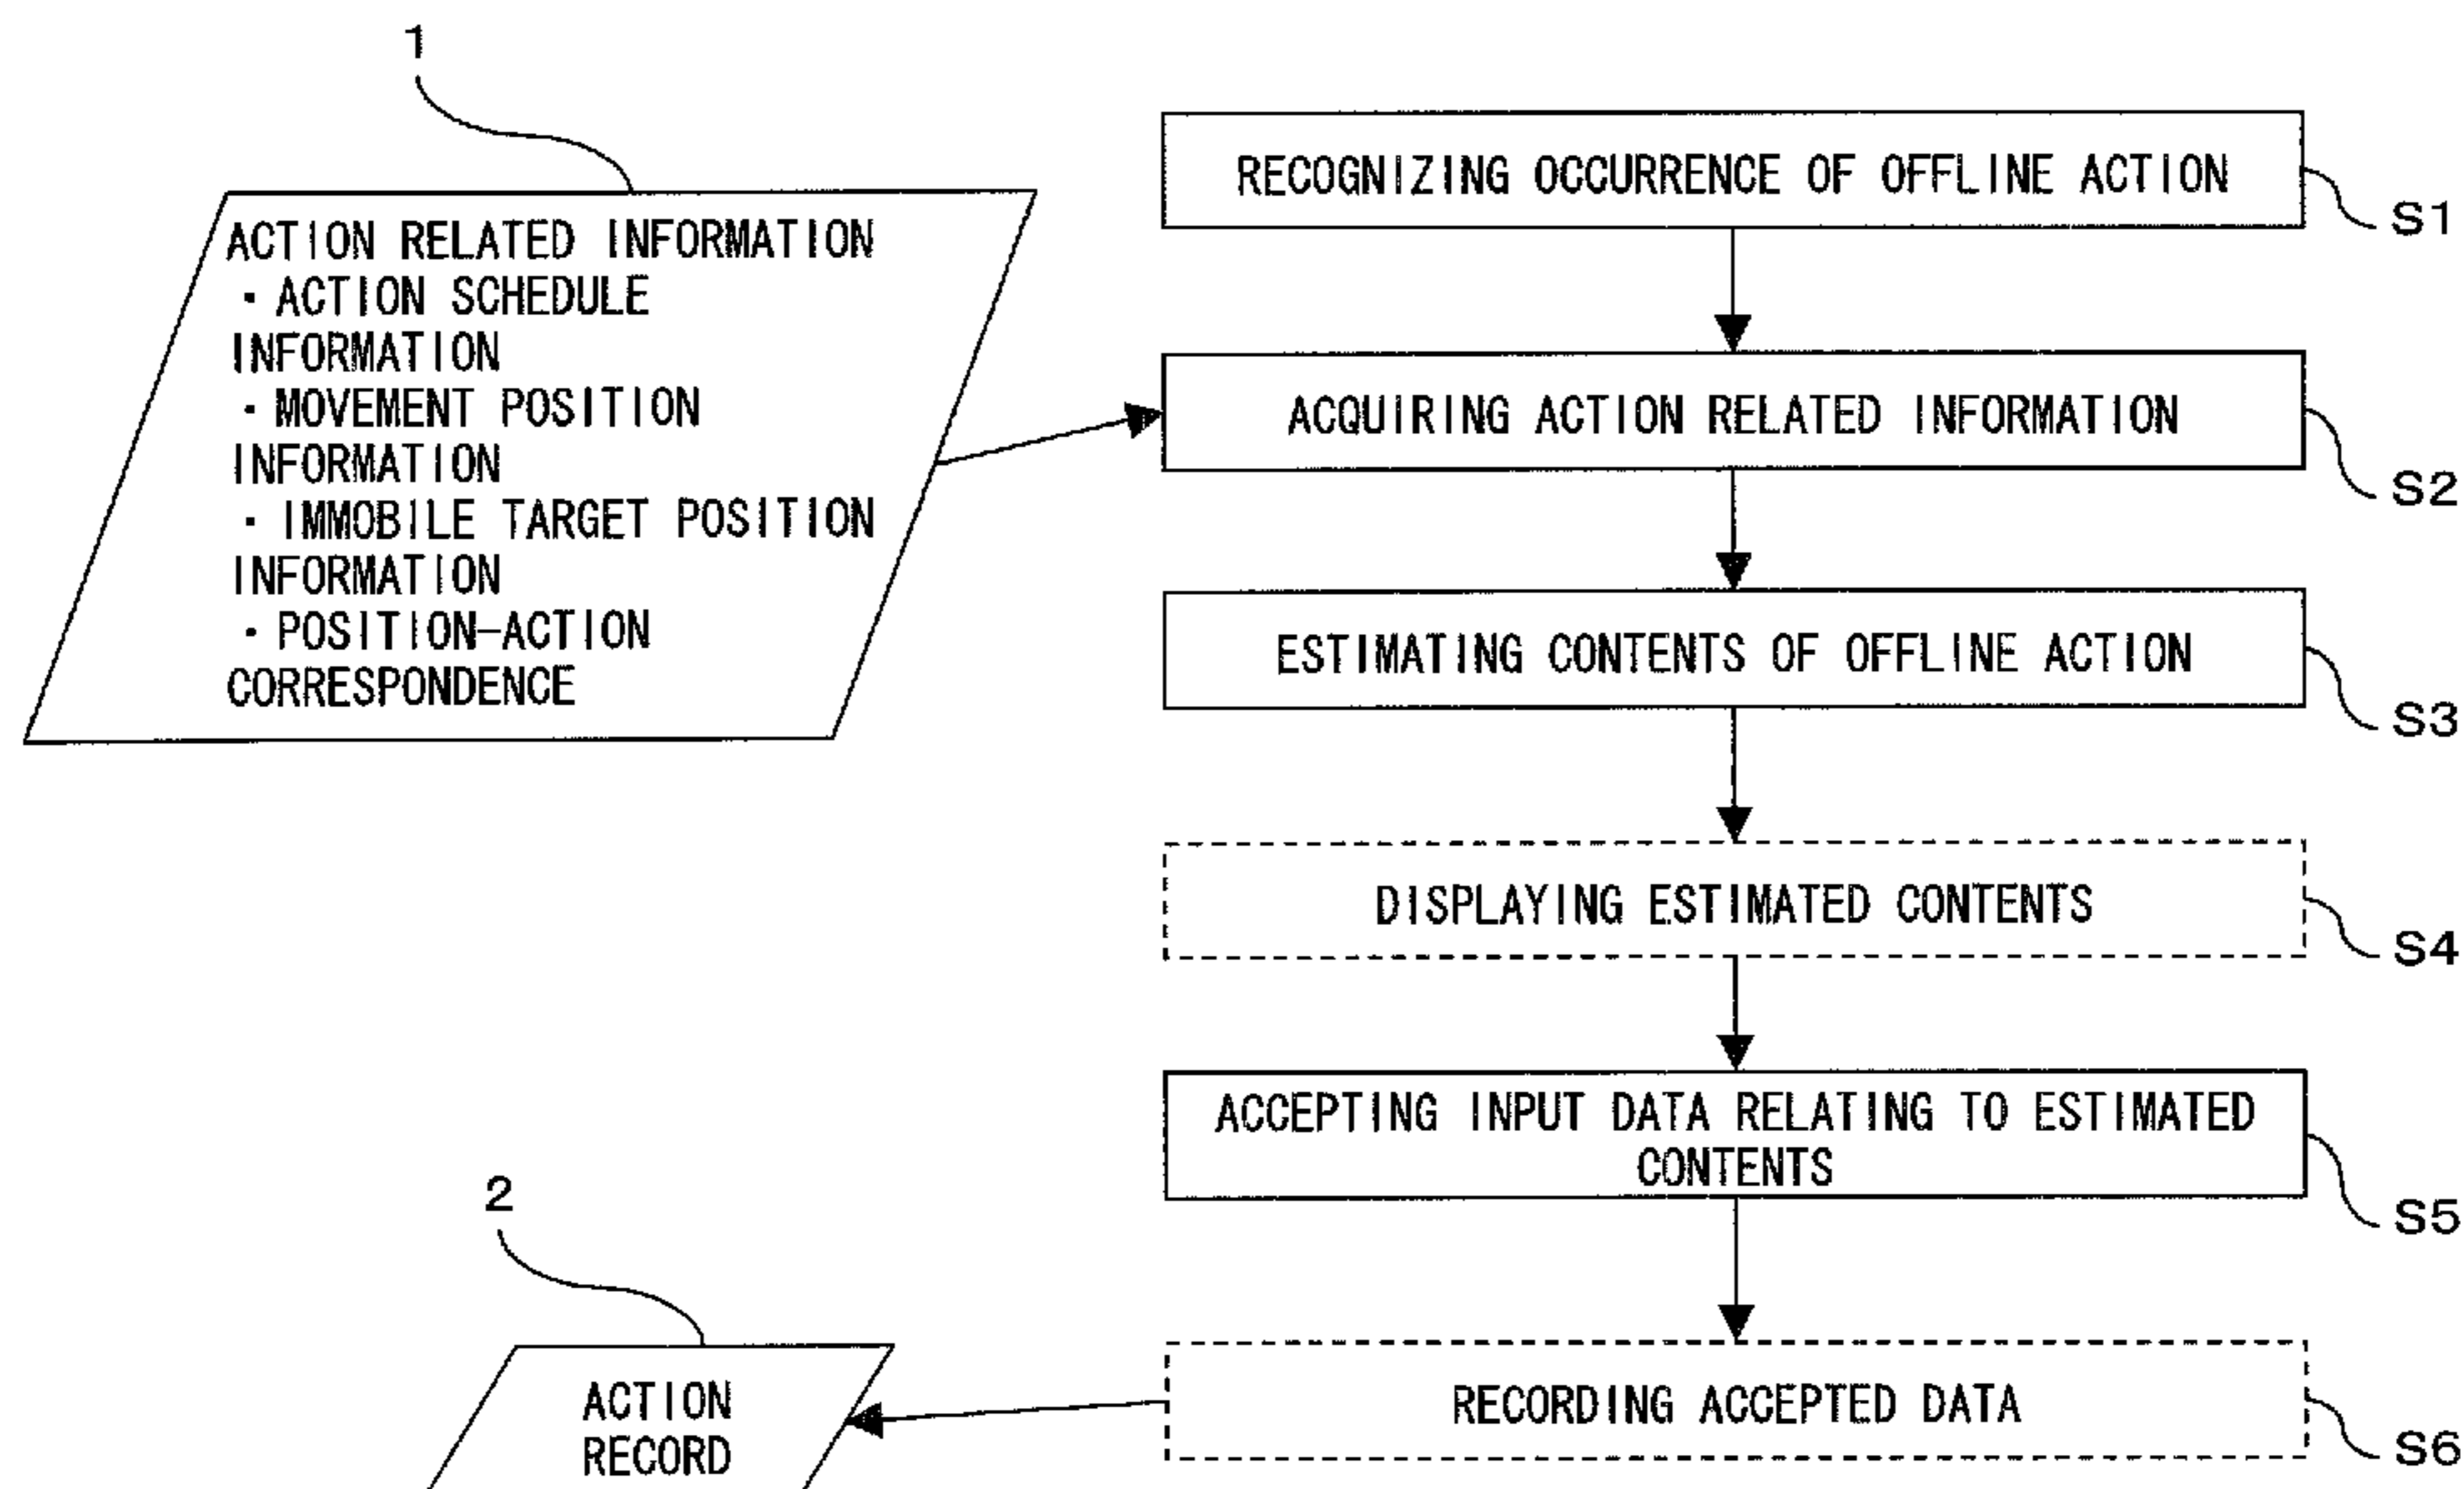 1
ACTION RELATED INFORMATION
・ACTION SCHEDULE
INFORMATION
・MOVEMENT POSITION
INFORMATION
・IMMOBILE TARGET POSITION
INFORMATION
・POSITION-ACTION
CORRESPONDENCE
RECOGNIZING OCCURRENCE OF OFFLINE ACTION
S1
ACQUIRING ACTION RELATED INFORMATION
S2
ESTIMATING CONTENTS OF OFFLINE ACTION
S3
DISPLAYING ESTIMATED CONTENTS
S4
ACCEPTING INPUT DATA RELATING TO ESTIMATED
CONTENTS
S5
2
ACTION
RECORD
RECORDING ACCEPTED DATA
S6